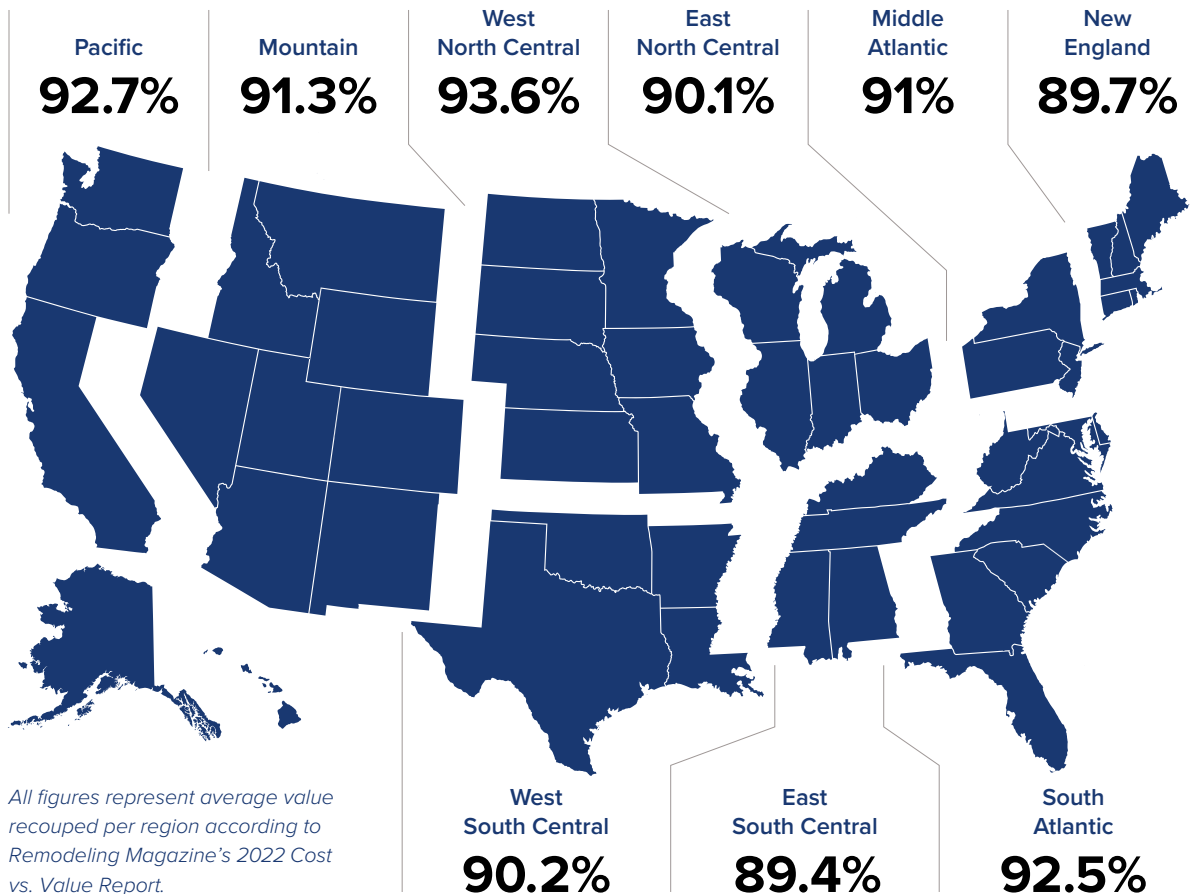 Pacific
92.7%
Mountain
91.3%
West
North Central
93.6%
East
North Central
90.1%
Middle
Atlantic
91%
New
England
89.7%
All figures represent average value
recouped per region according to
Remodeling Magazine’s 2022 Cost
vs. Value Report.
West
South Central
90.2%
East
South Central
89.4%
South
Atlantic
92.5%